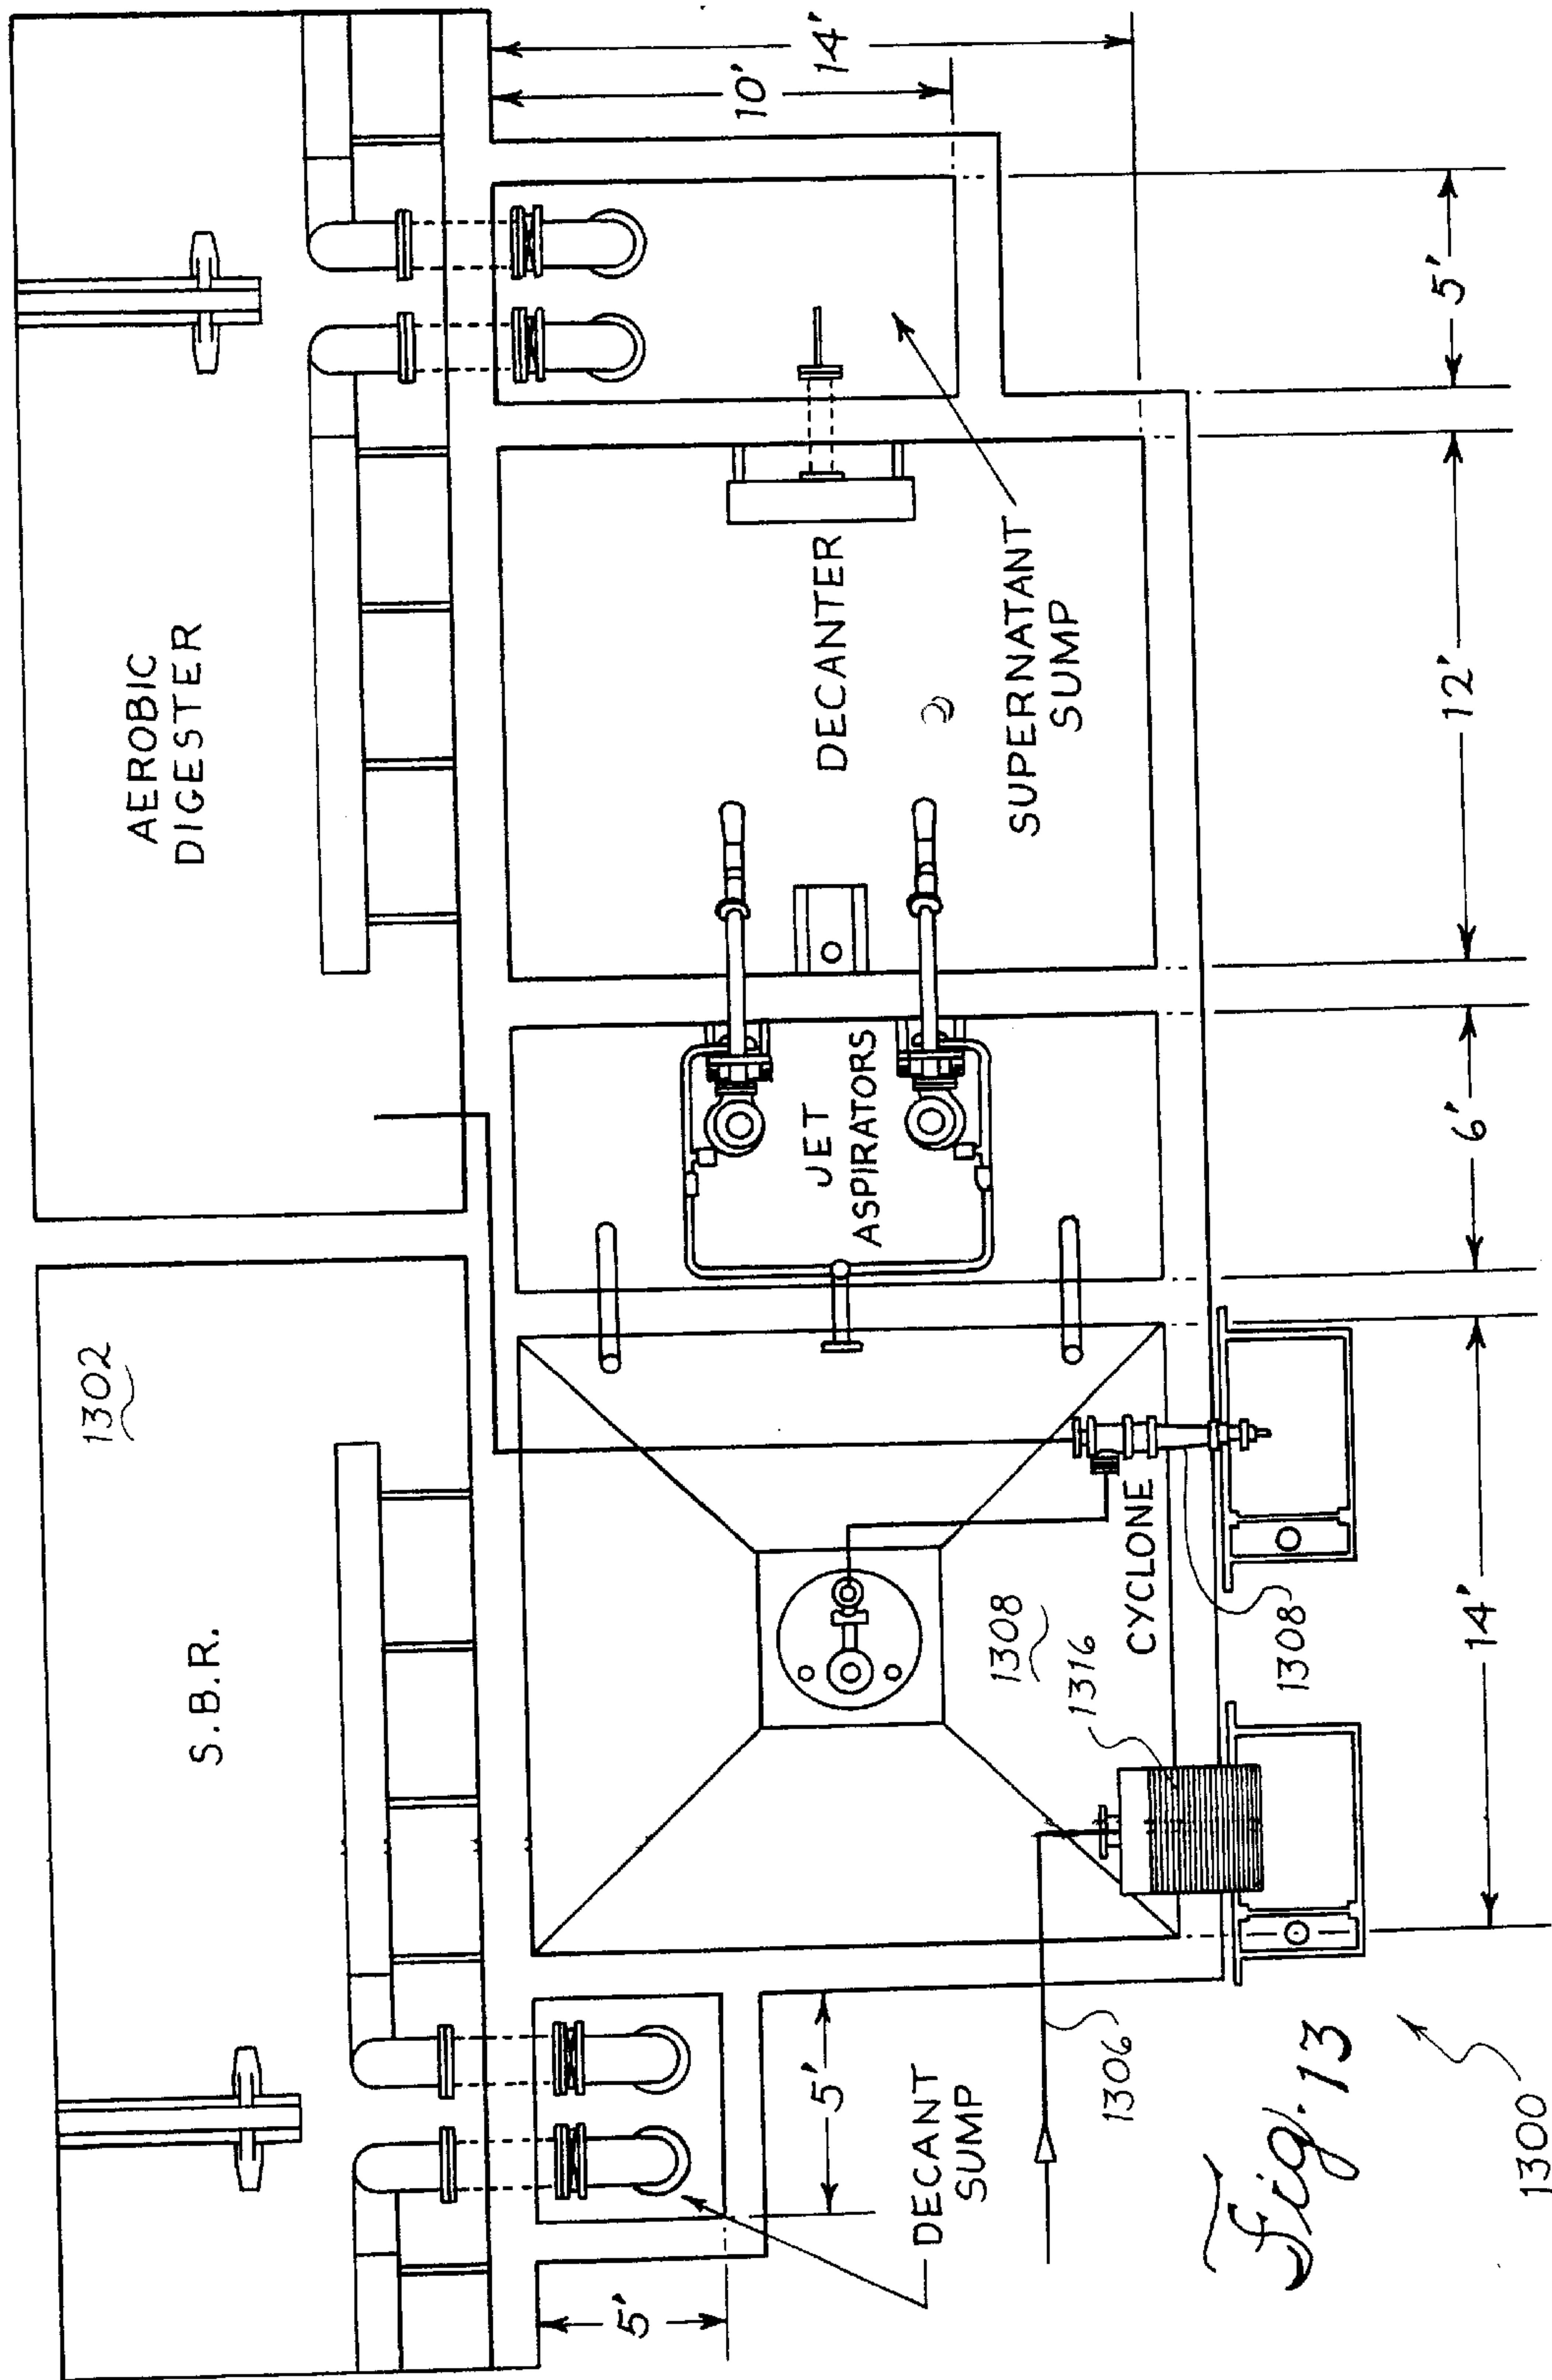 1302
S.B.R.
AEROBIC
DIGESTER
10'
14'
5'
5'
DECANT
SUMP
1306
1308
1316
CYCLONE
1308
JET
ASPIRATORS
DECANTER
SUPERNATANT
SUMP
14'
6'
12'
5'
Fig. 13
1300